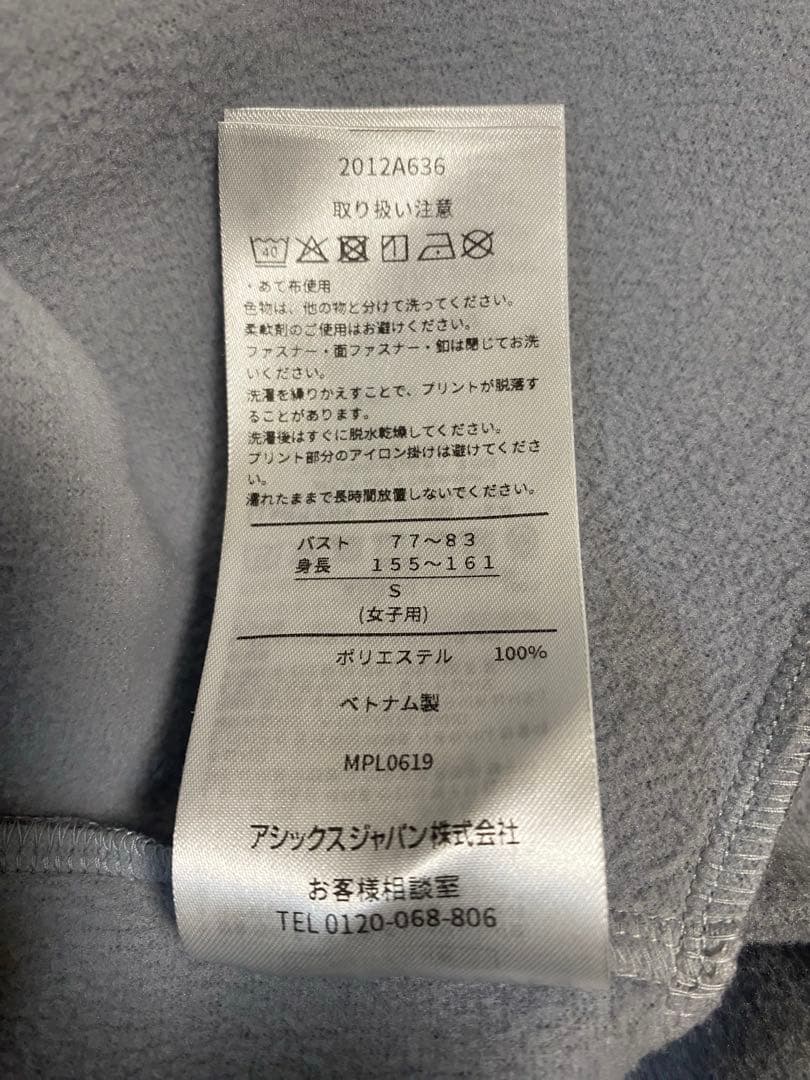 2012A636
取り扱い注意
40
・あて布使用
色物は、他の物と分けて洗ってください。
柔軟剤のご使用はお避けください。
ファスナー・面ファスナー・釦は閉じてお洗
いください。
洗濯を繰りかえすことで、プリントが脱落す
ることがあります。
洗濯後はすぐに脱水乾燥してください。
プリント部分のアイロン掛けは避けてくださ
い。
濡れたままで長時間放置しないでください。
バスト 77～83
身長 155～161
S
(女子用)
ポリエステル 100%
ベトナム製
MPL0619
アシックスジャパン株式会社
お客様相談室
TEL 0120-068-806